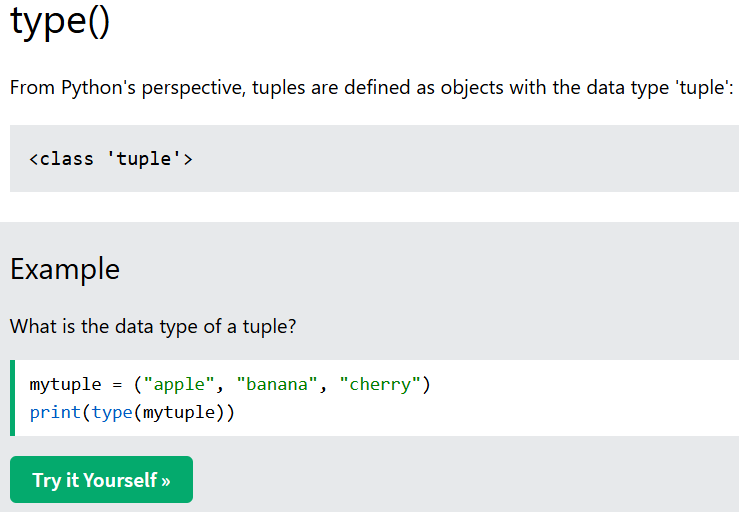 type()
From Python's perspective, tuples are defined as objects with the data type 'tuple':
<class 'tuple'>
Example
What is the data type of a tuple?
mytuple = ("apple", "banana", "cherry")
print(type(mytuple))
Try it Yourself »